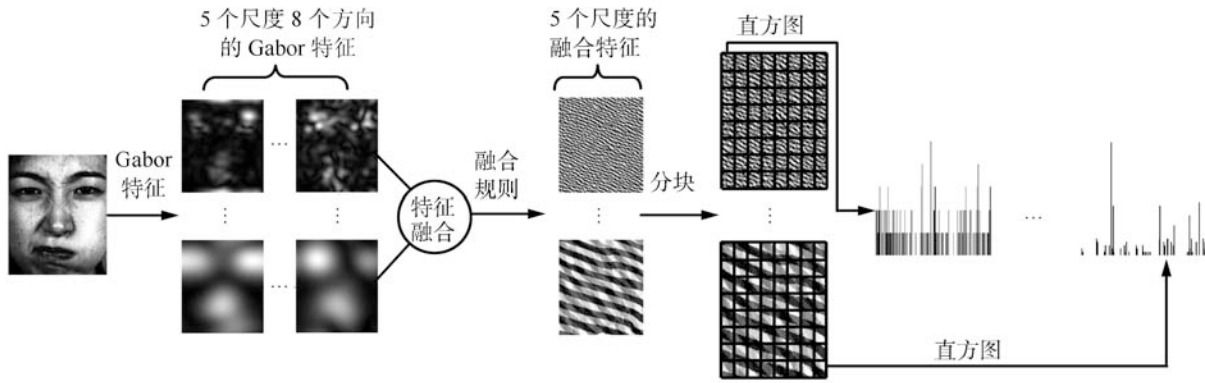 5 个尺度 8 个方向
的 Gabor 特征
5 个尺度的
融合特征
直方图
Gabor
特征
…
…
⋮
⋮
特征
融合
融合
规则
⋮
分块
⋮
…
直方图